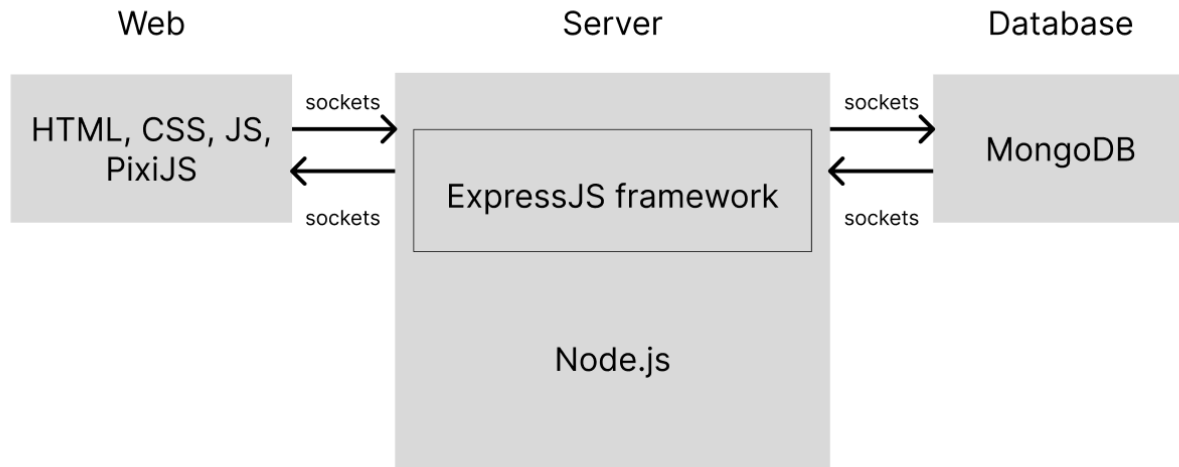 Web
Server
Database
HTML, CSS, JS,
PixiJS
sockets
sockets
ExpressJS framework
Node.js
sockets
sockets
MongoDB